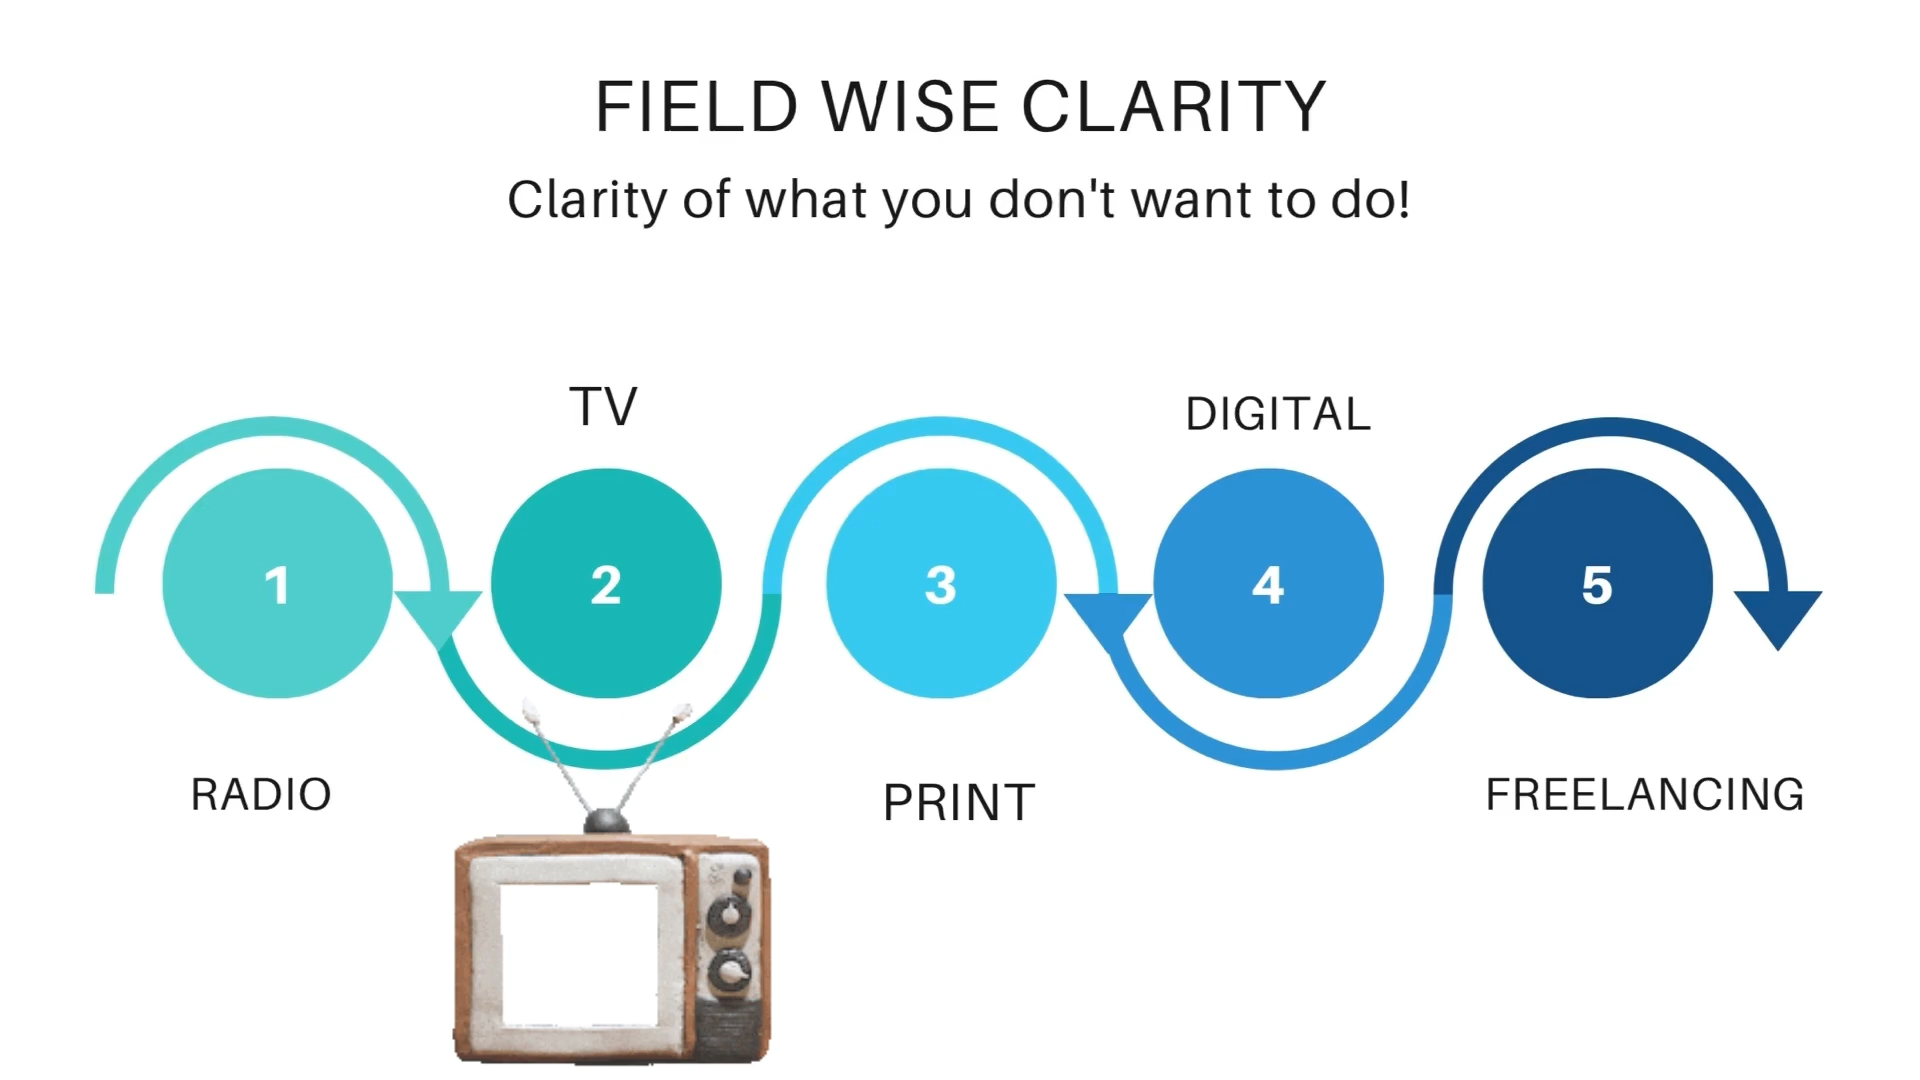 FIELD WISE CLARITY
Clarity of what you don't want to do!
TV
DIGITAL
1
2
3
4
5
RADIO
PRINT
FREELANCING